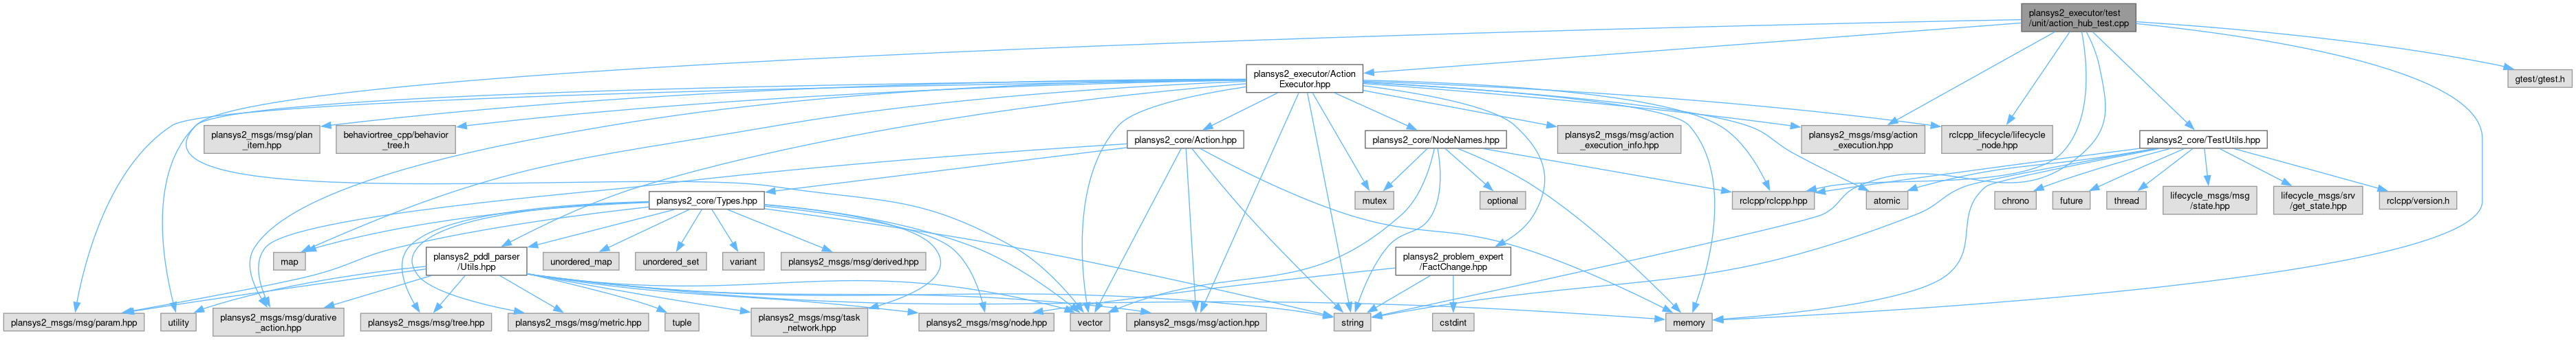 plansys2_executor/test
/unit/action_hub_test.cpp
plansys2_executor/Action
Executor.hpp
gtest/gtest.h
plansys2_msgs/msg/plan
_item.hpp
behaviortree_cpp/behavior
_tree.h
plansys2_core/Action.hpp
plansys2_core/NodeNames.hpp
plansys2_msgs/msg/action
_execution_info.hpp
plansys2_msgs/msg/action
_execution.hpp
rclcpp_lifecycle/lifecycle
_node.hpp
plansys2_core/TestUtils.hpp
plansys2_core/Types.hpp
mutex
optional
rclcpp/rclcpp.hpp
atomic
chrono
future
thread
lifecycle_msgs/msg
/state.hpp
lifecycle_msgs/srv
/get_state.hpp
rclcpp/version.h
map
plansys2_pddl_parser
/Utils.hpp
unordered_map
unordered_set
variant
plansys2_msgs/msg/derived.hpp
plansys2_problem_expert
/FactChange.hpp
plansys2_msgs/msg/param.hpp
utility
plansys2_msgs/msg/durative
_action.hpp
plansys2_msgs/msg/tree.hpp
plansys2_msgs/msg/metric.hpp
tuple
plansys2_msgs/msg/task
_network.hpp
plansys2_msgs/msg/node.hpp
vector
plansys2_msgs/msg/action.hpp
string
cstdint
memory